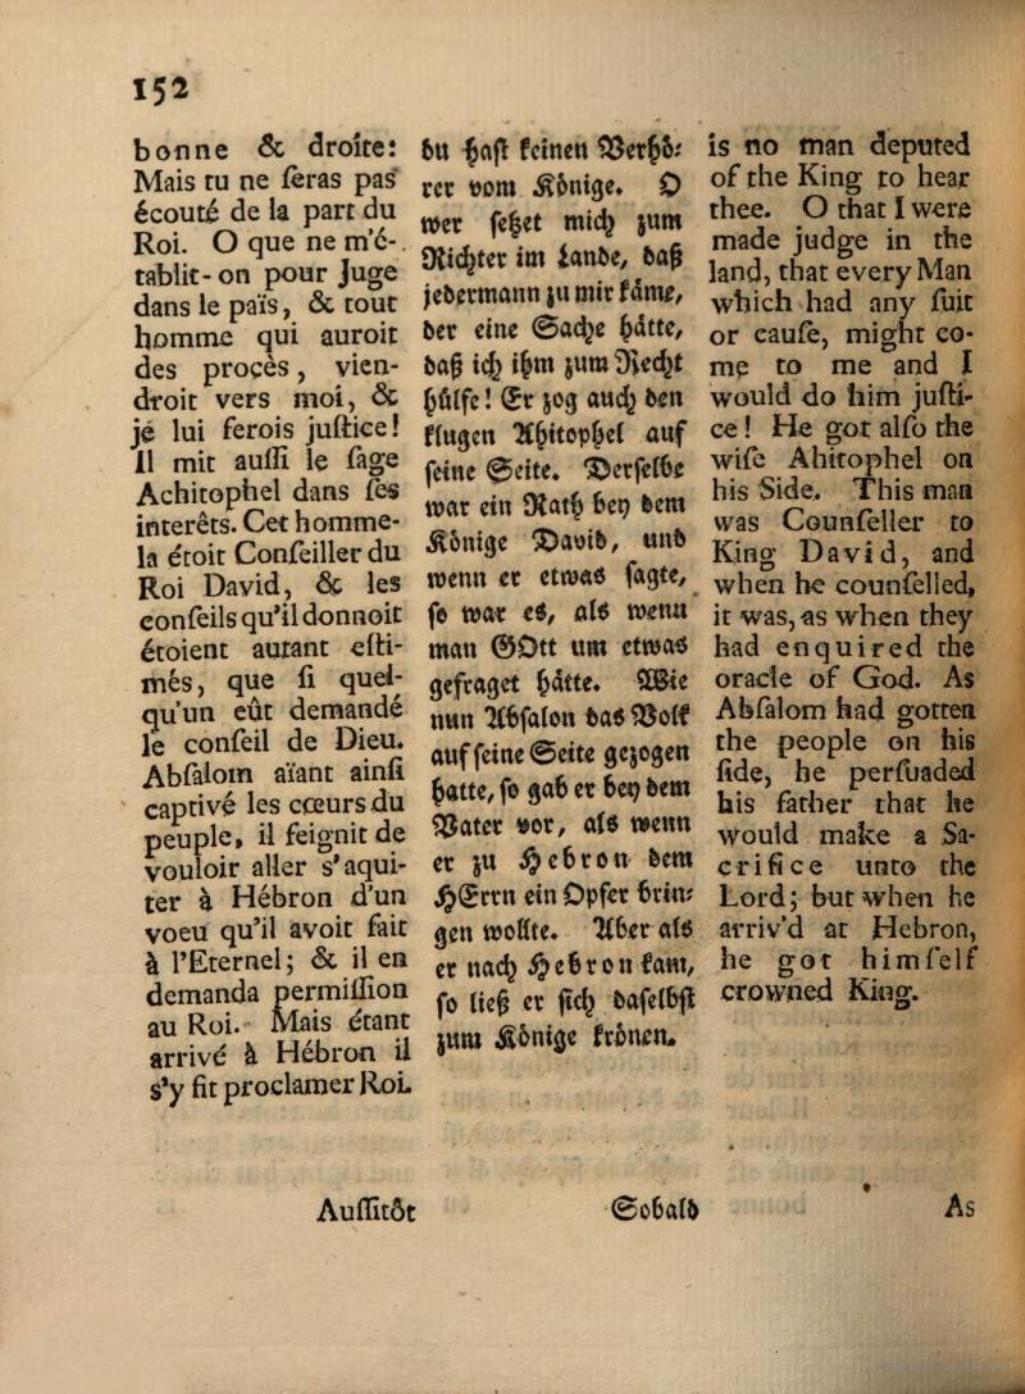 152
bonne & droite:
Mais tu ne ſeras pas
écouté de la part du
Roi. O que ne m'é-
tablit-on pour Juge
dans le païs, & tout
homme qui auroit
des procès, vien-
droit vers moi, &
je lui ferois juſtice!
Il mit auſſi le ſage
Achitophel dans ſes
interêts. Cet homme-
la étoit Conſeiller du
Roi David, & les
conſeils qu'il donnoit
étoient autant eſti-
més, que ſi quel-
qu'un eût demandé
le conſeil de Dieu.
Abſalom aïant ainſi
captivé les cœurs du
peuple, il feignit de
vouloir aller s'aqui-
ter à Hébron d'un
voeu qu'il avoit fait
à l'Eternel; & il en
demanda permiſſion
au Roi. Mais étant
arrivé à Hébron il
s'y fit proclamer Roi.
Auſſitôt
du haſt keinen Verhö⸗
rer vom Könige. O
wer ſetzet mich zum
Richter im Lande, daß
jedermann zu mir käme,
der eine Sache hätte,
daß ich ihm zum Recht
hülfe! Er zog auch den
klugen Ahitophel auf
ſeine Seite. Derſelbe
war ein Rath bey dem
Könige David, und
wenn er etwas ſagte,
ſo war es, als wenn
man GOtt um etwas
gefraget hätte. Wie
nun Abſalon das Volk
auf ſeine Seite gezogen
hatte, ſo gab er bey dem
Vater vor, als wenn
er zu Hebron dem
HErrn ein Opfer brin⸗
gen wollte. Aber als
er nach Hebron kam,
ſo ließ er ſich daſelbſt
zum Könige krönen.
Sobald
is no man deputed
of the King to hear
thee. O that I were
made judge in the
land, that every Man
which had any ſuit
or cauſe, might co-
me to me and I
would do him juſti-
ce! He got alſo the
wiſe Ahitophel on
his Side. This man
was Counſeller to
King David, and
when he counſelled,
it was, as when they
had enquired the
oracle of God. As
Abſalom had gotten
the people on his
ſide, he perſuaded
his father that he
would make a Sa-
crifice unto the
Lord; but when he
arriv'd at Hebron,
he got himſelf
crowned King.
As